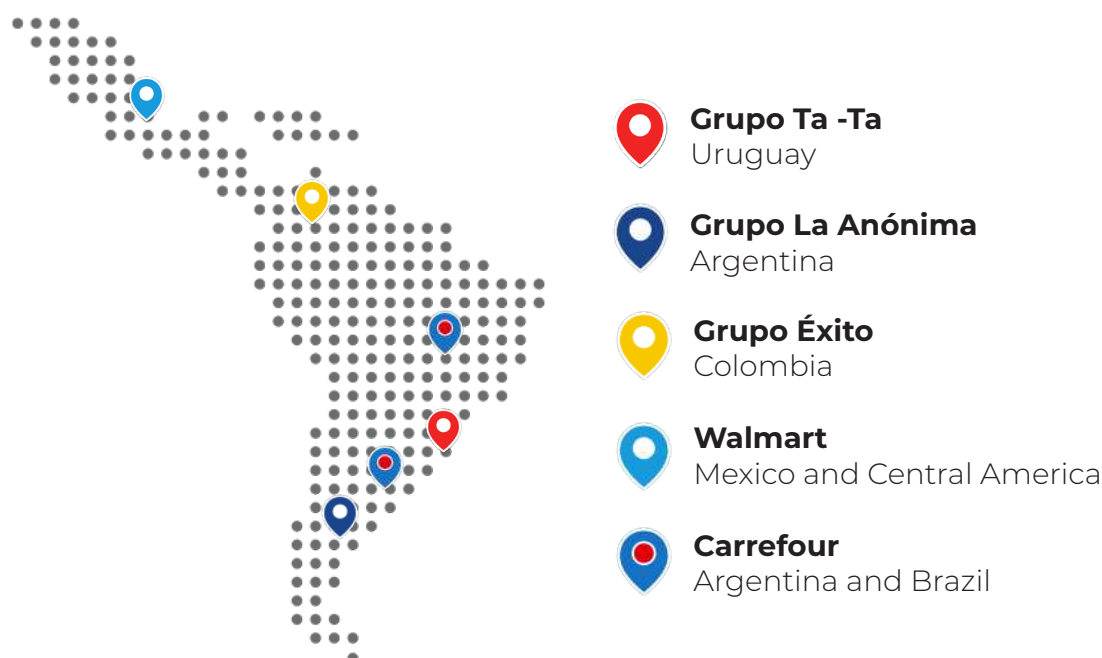 Grupo Ta -Ta
Uruguay
Grupo La Anónima
Argentina
Grupo Éxito
Colombia
Walmart
Mexico and Central America
Carrefour
Argentina and Brazil